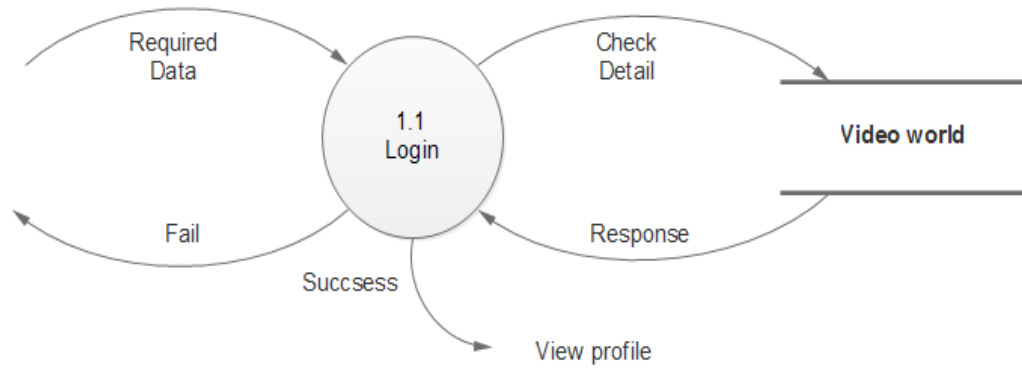 Required
Data
Check
Detail
1.1
Login
Video world
Fail
Response
Succsess
View profile